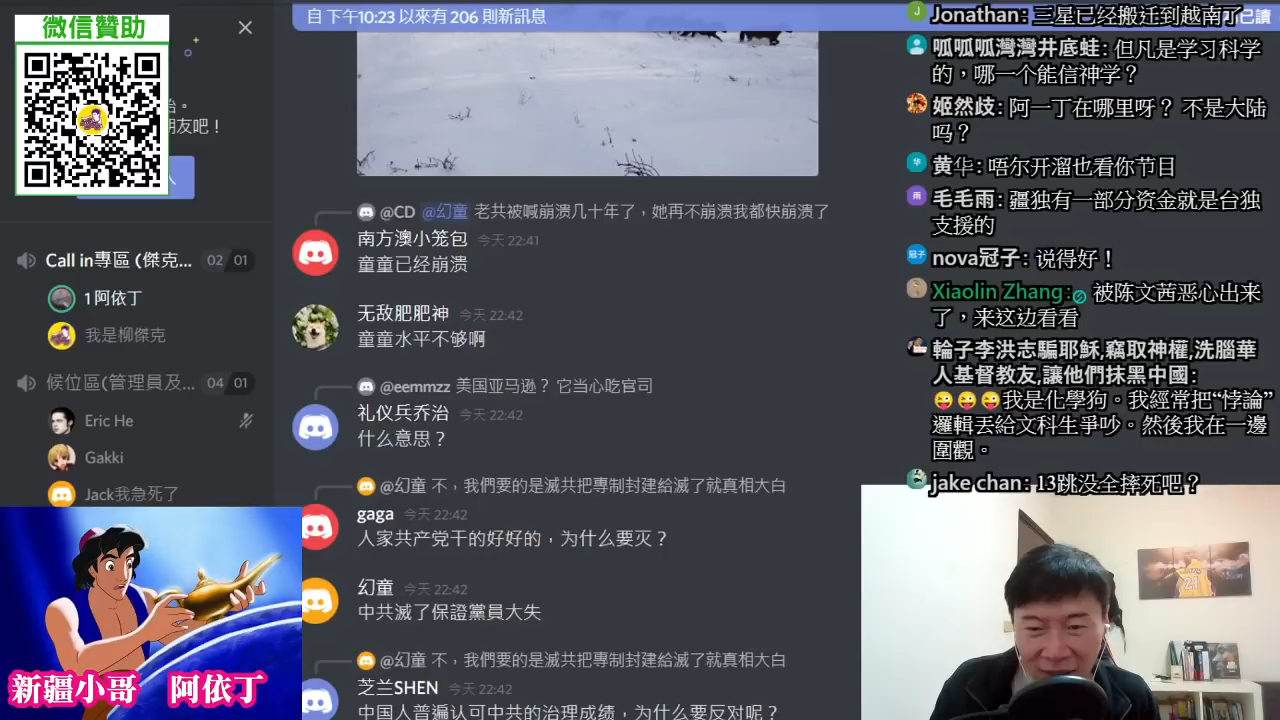 微信贊助
自 下午10:23 以來有 206 則新訊息
已讀
朋友吧！
Call in專區 (傑克... 02 01
1 阿依丁
我是柳傑克
候位區(管理員及... 04 01
Eric He
Gakki
Jack我急死了
新疆小哥 阿依丁
@CD @幻童 老共被喊崩溃几十年了，她再不崩溃我都快崩溃了
南方澳小笼包 今天 22:41
童童已经崩溃
无敌肥肥神 今天 22:42
童童水平不够啊
@eemmzz 美国亚马逊？ 它当心吃官司
礼仪兵乔治 今天 22:42
什么意思？
@幻童 不，我們要的是滅共把專制封建給滅了就真相大白
gaga 今天 22:42
人家共产党干的好好的，为什么要灭？
幻童 今天 22:42
中共滅了保證黨員大失
@幻童 不，我們要的是滅共把專制封建給滅了就真相大白
芝兰SHEN 今天 22:42
中国人普遍认可中共的治理成绩，为什么要反对呢？
J Jonathan: 三星已经搬迁到越南了
呱呱呱灣灣井底蛙: 但凡是学习科学
的，哪一个能信神学？
姬然歧: 阿一丁在哪里呀？ 不是大陆
吗？
华 黄华: 唔尔开溜也看你节目
雨 毛毛雨: 疆独有一部分资金就是台独
支援的
冠子 nova冠子: 说得好！
Xiaolin Zhang: 被陈文茜恶心出来
了，来这边看看
輪子李洪志騙耶穌,竊取神權,洗腦華
人基督教友,讓他們抹黑中國:
😜😜😜我是化學狗。我經常把“悖論”
邏輯丟給文科生爭吵。然後我在一邊
圍觀。
jake chan: 13跳没全摔死吧？